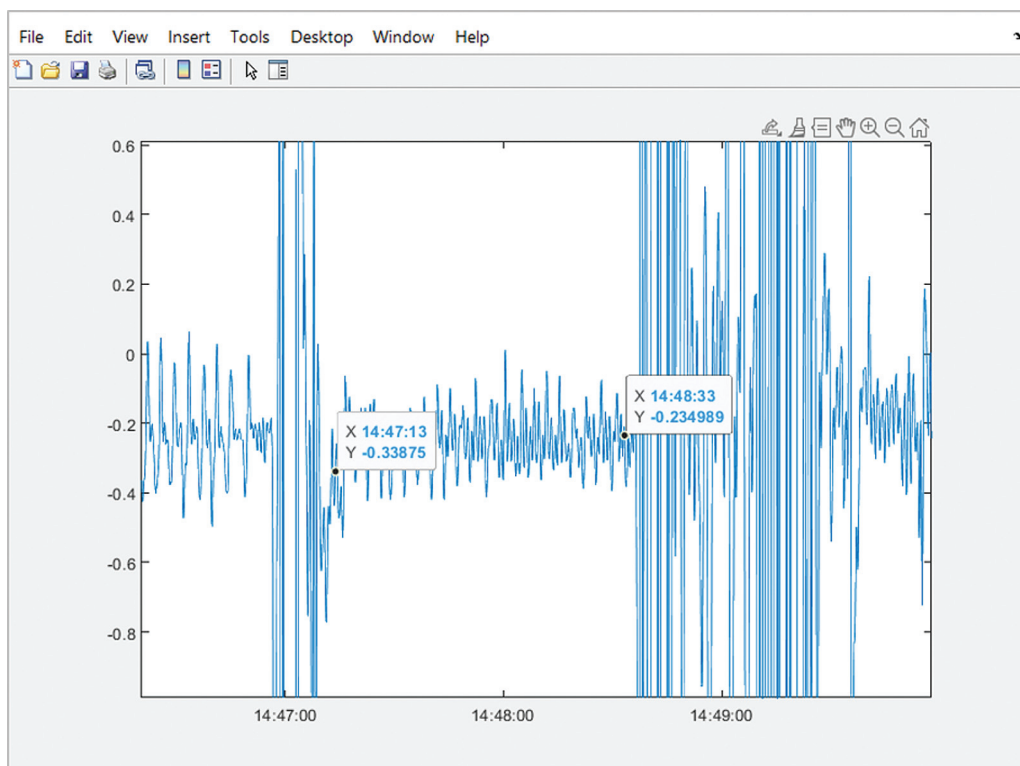 File Edit View Insert Tools Desktop Window Help
0.6
0.4
0.2
0
-0.2
-0.4
-0.6
-0.8
X 14:47:13
Y -0.33875
X 14:48:33
Y -0.234989
14:47:00 14:48:00 14:49:00